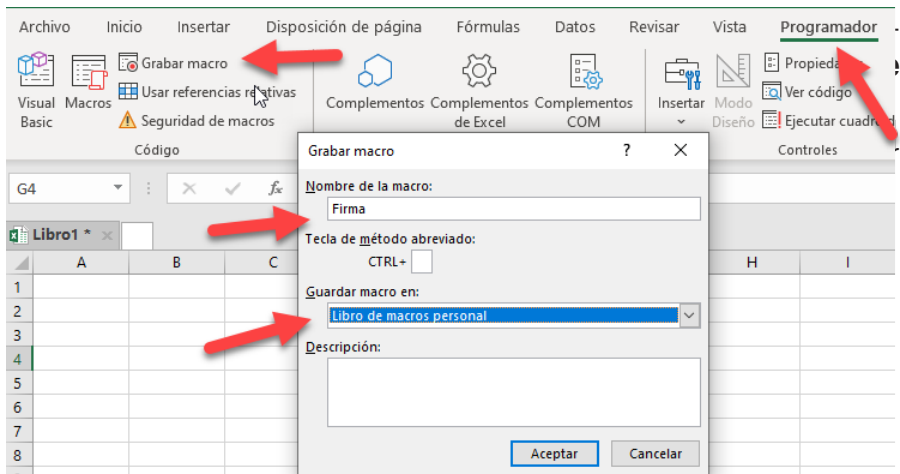 Archivo Inicio Insertar Disposición de página Fórmulas Datos Revisar Vista Programador
Visual Basic
Macros
Grabar macro
Usar referencias relativas
Seguridad de macros
Código
Complementos
Complementos de Excel
Complementos COM
Insertar
Modo Diseño
Ver código
Controles
G4
fx
Libro1 *
A B C H I
1
2
3
4
5
6
7
8
Grabar macro ? ×
Nombre de la macro:
Firma
Tecla de método abreviado:
CTRL+
Guardar macro en:
Libro de macros personal
Descripción:
Aceptar Cancelar